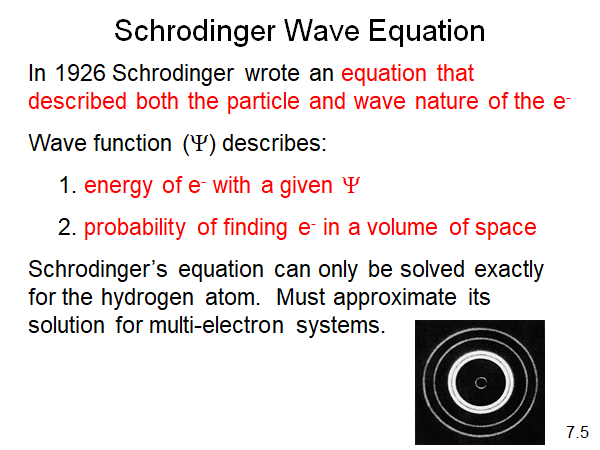 Schrodinger Wave Equation
In 1926 Schrodinger wrote an equation that
described both the particle and wave nature of the e-
Wave function (Ψ) describes:
1. energy of e- with a given Ψ
2. probability of finding e- in a volume of space
Schrodinger’s equation can only be solved exactly
for the hydrogen atom. Must approximate its
solution for multi-electron systems.
7.5